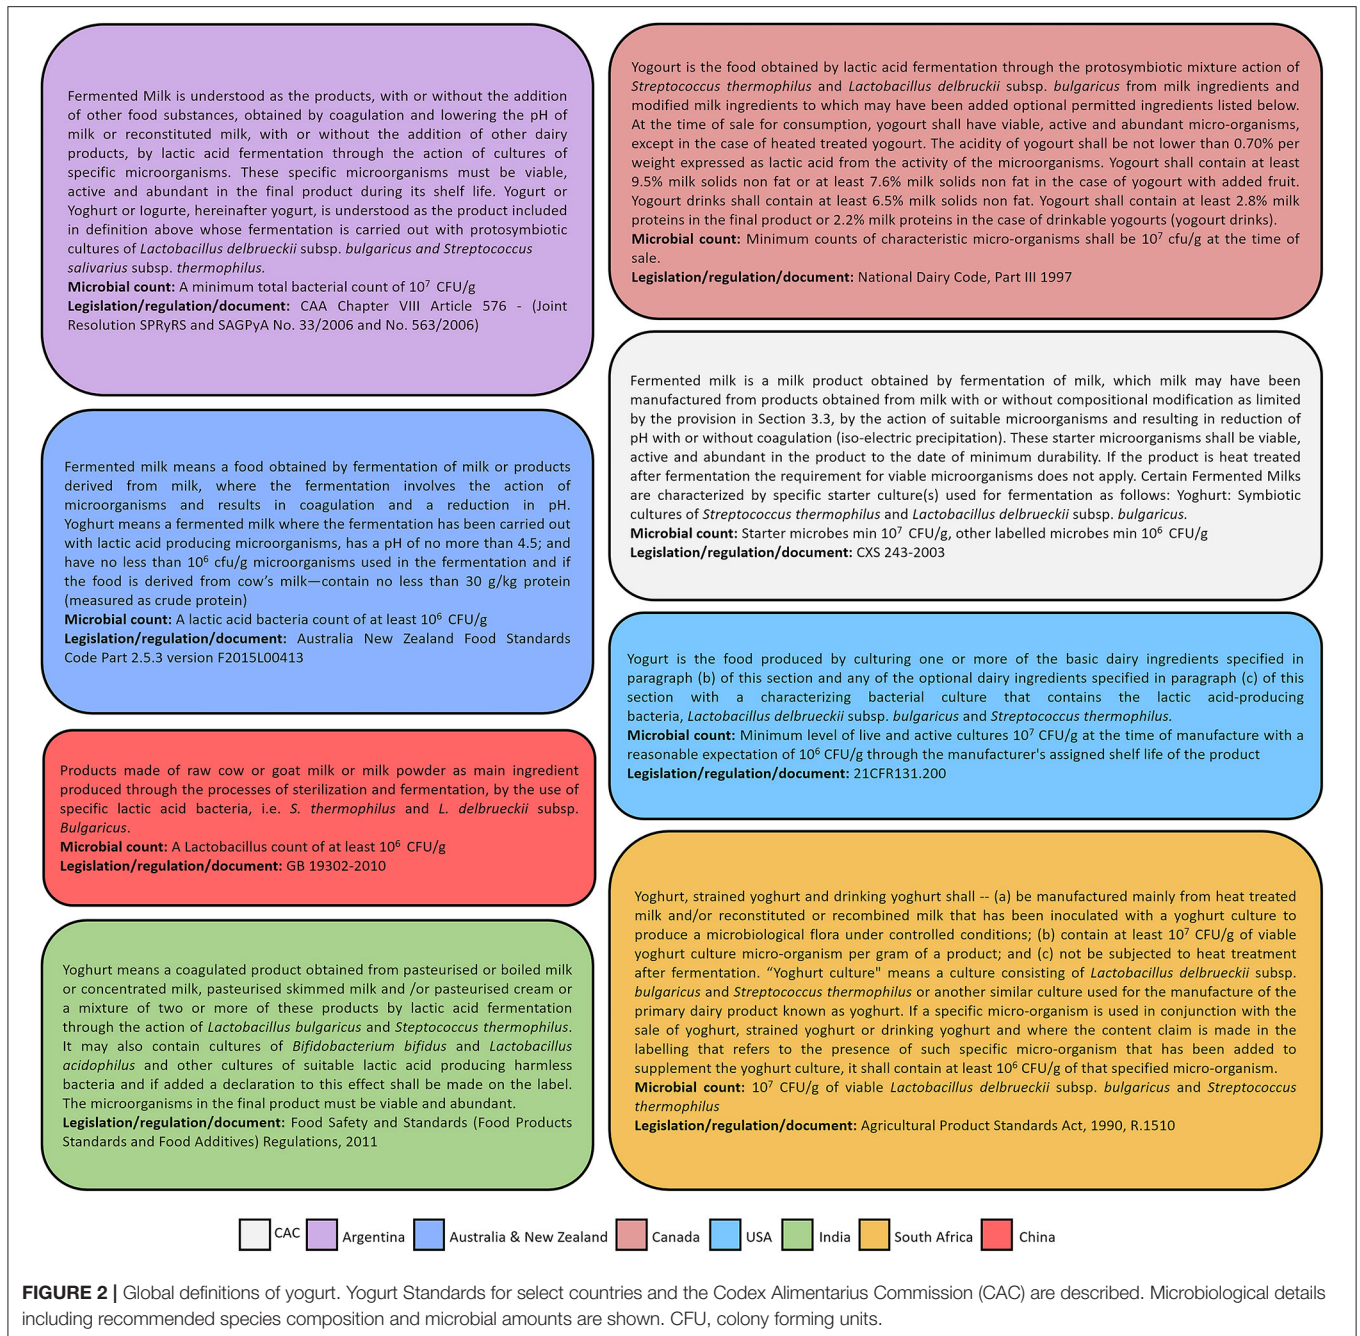 Fermented Milk is understood as the products, with or without the addition
of other food substances, obtained by coagulation and lowering the pH of
milk or reconstituted milk, with or without the addition of other dairy
products, by lactic acid fermentation through the action of cultures of
specific microorganisms. These specific microorganisms must be viable,
active and abundant in the final product during its shelf life. Yogurt or
Yoghurt or Iogurte, hereinafter yogurt, is understood as the product included
in definition above whose fermentation is carried out with protosymbiotic
cultures of Lactobacillus delbrueckii subsp. bulgaricus and Streptococcus
salivarius subsp. thermophilus.
Microbial count: A minimum total bacterial count of 10⁷ CFU/g
Legislation/regulation/document: CAA Chapter VIII Article 576 - (Joint
Resolution SPRyRS and SAGPyA No. 33/2006 and No. 563/2006)
Fermented milk means a food obtained by fermentation of milk or products
derived from milk, where the fermentation involves the action of
microorganisms and results in coagulation and a reduction in pH.
Yoghurt means a fermented milk where the fermentation has been carried out
with lactic acid producing microorganisms, has a pH of no more than 4.5; and
have no less than 10⁶ cfu/g microorganisms used in the fermentation and if
the food is derived from cow's milk—contain no less than 30 g/kg protein
(measured as crude protein)
Microbial count: A lactic acid bacteria count of at least 10⁶ CFU/g
Legislation/regulation/document: Australia New Zealand Food Standards
Code Part 2.5.3 version F2015L00413
Products made of raw cow or goat milk or milk powder as main ingredient
produced through the processes of sterilization and fermentation, by the use
of specific lactic acid bacteria, i.e. S. thermophilus and L. delbrueckii subsp.
Bulgaricus.
Microbial count: A Lactobacillus count of at least 10⁶ CFU/g
Legislation/regulation/document: GB 19302-2010
Yoghurt means a coagulated product obtained from pasteurised or boiled milk
or concentrated milk, pasteurised skimmed milk and /or pasteurised cream or
a mixture of two or more of these products by lactic acid fermentation
through the action of Lactobacillus bulgaricus and Steptococcus thermophilus.
It may also contain cultures of Bifidobacterium bifidus and Lactobacillus
acidophilus and other cultures of suitable lactic acid producing harmless
bacteria and if added a declaration to this effect shall be made on the label.
The microorganisms in the final product must be viable and abundant.
Legislation/regulation/document: Food Safety and Standards (Food Products
Standards and Food Additives) Regulations, 2011
Yogourt is the food obtained by lactic acid fermentation through the protosymbiotic mixture action of
Streptococcus thermophilus and Lactobacillus delbruckii subsp. bulgaricus from milk ingredients and
modified milk ingredients to which may have been added optional permitted ingredients listed below.
At the time of sale for consumption, yogourt shall have viable, active and abundant micro-organisms,
except in the case of heated treated yogourt. The acidity of yogourt shall be not lower than 0.70% per
weight expressed as lactic acid from the activity of the microorganisms. Yogourt shall contain at least
9.5% milk solids non fat or at least 7.6% milk solids non fat in the case of yogourt with added fruit.
Yogourt drinks shall contain at least 6.5% milk solids non fat. Yogourt shall contain at least 2.8% milk
proteins in the final product or 2.2% milk proteins in the case of drinkable yogourts (yogourt drinks).
Microbial count: Minimum counts of characteristic micro-organisms shall be 10⁷ cfu/g at the time of
sale.
Legislation/regulation/document: National Dairy Code, Part III 1997
Fermented milk is a milk product obtained by fermentation of milk, which milk may have been
manufactured from products obtained from milk with or without compositional modification as limited
by the provision in Section 3.3, by the action of suitable microorganisms and resulting in reduction of
pH with or without coagulation (iso-electric precipitation). These starter microorganisms shall be viable,
active and abundant in the product to the date of minimum durability. If the product is heat treated
after fermentation the requirement for viable microorganisms does not apply. Certain Fermented Milks
are characterized by specific starter culture(s) used for fermentation as follows: Yoghurt: Symbiotic
cultures of Streptococcus thermophilus and Lactobacillus delbrueckii subsp. bulgaricus.
Microbial count: Starter microbes min 10⁷ CFU/g, other labelled microbes min 10⁶ CFU/g
Legislation/regulation/document: CXS 243-2003
Yogurt is the food produced by culturing one or more of the basic dairy ingredients specified in
paragraph (b) of this section and any of the optional dairy ingredients specified in paragraph (c) of this
section with a characterizing bacterial culture that contains the lactic acid-producing
bacteria, Lactobacillus delbrueckii subsp. bulgaricus and Streptococcus thermophilus.
Microbial count: Minimum level of live and active cultures 10⁷ CFU/g at the time of manufacture with a
reasonable expectation of 10⁶ CFU/g through the manufacturer's assigned shelf life of the product
Legislation/regulation/document: 21CFR131.200
Yoghurt, strained yoghurt and drinking yoghurt shall -- (a) be manufactured mainly from heat treated
milk and/or reconstituted or recombined milk that has been inoculated with a yoghurt culture to
produce a microbiological flora under controlled conditions; (b) contain at least 10⁷ CFU/g of viable
yoghurt culture micro-organism per gram of a product; and (c) not be subjected to heat treatment
after fermentation. “Yoghurt culture" means a culture consisting of Lactobacillus delbrueckii subsp.
bulgaricus and Streptococcus thermophilus or another similar culture used for the manufacture of the
primary dairy product known as yoghurt. If a specific micro-organism is used in conjunction with the
sale of yoghurt, strained yoghurt or drinking yoghurt and where the content claim is made in the
labelling that refers to the presence of such specific micro-organism that has been added to
supplement the yoghurt culture, it shall contain at least 10⁶ CFU/g of that specified micro-organism.
Microbial count: 10⁷ CFU/g of viable Lactobacillus delbrueckii subsp. bulgaricus and Streptococcus
thermophilus
Legislation/regulation/document: Agricultural Product Standards Act, 1990, R.1510
CAC Argentina Australia & New Zealand Canada USA India South Africa China
FIGURE 2 | Global definitions of yogurt. Yogurt Standards for select countries and the Codex Alimentarius Commission (CAC) are described. Microbiological details
including recommended species composition and microbial amounts are shown. CFU, colony forming units.